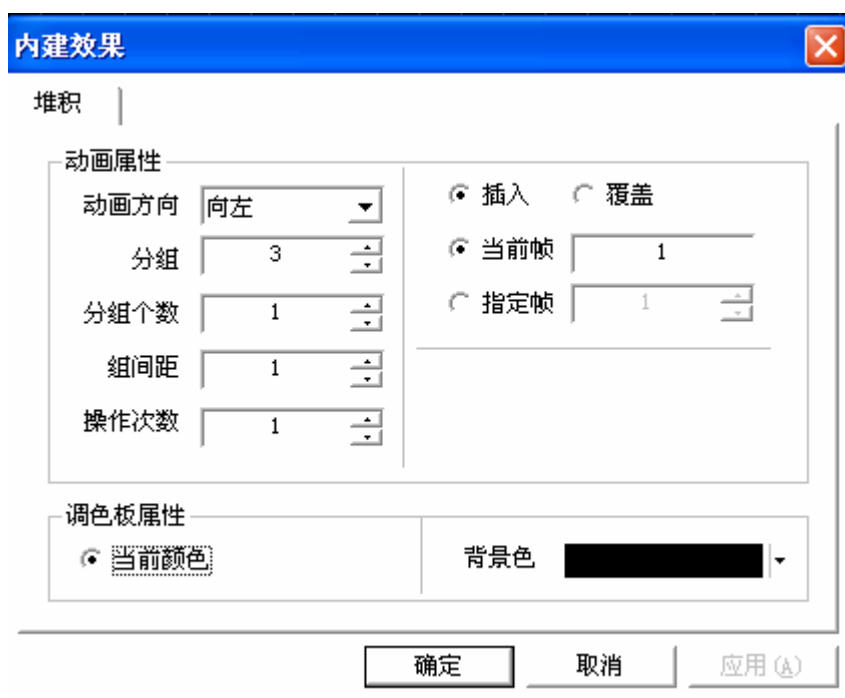 内建效果
堆积
动画属性
动画方向 向左
分组 3
分组个数 1
组间距 1
操作次数 1
插入 覆盖
当前帧 1
指定帧 1
调色板属性
当前颜色
背景色
确定 取消 应用(A)